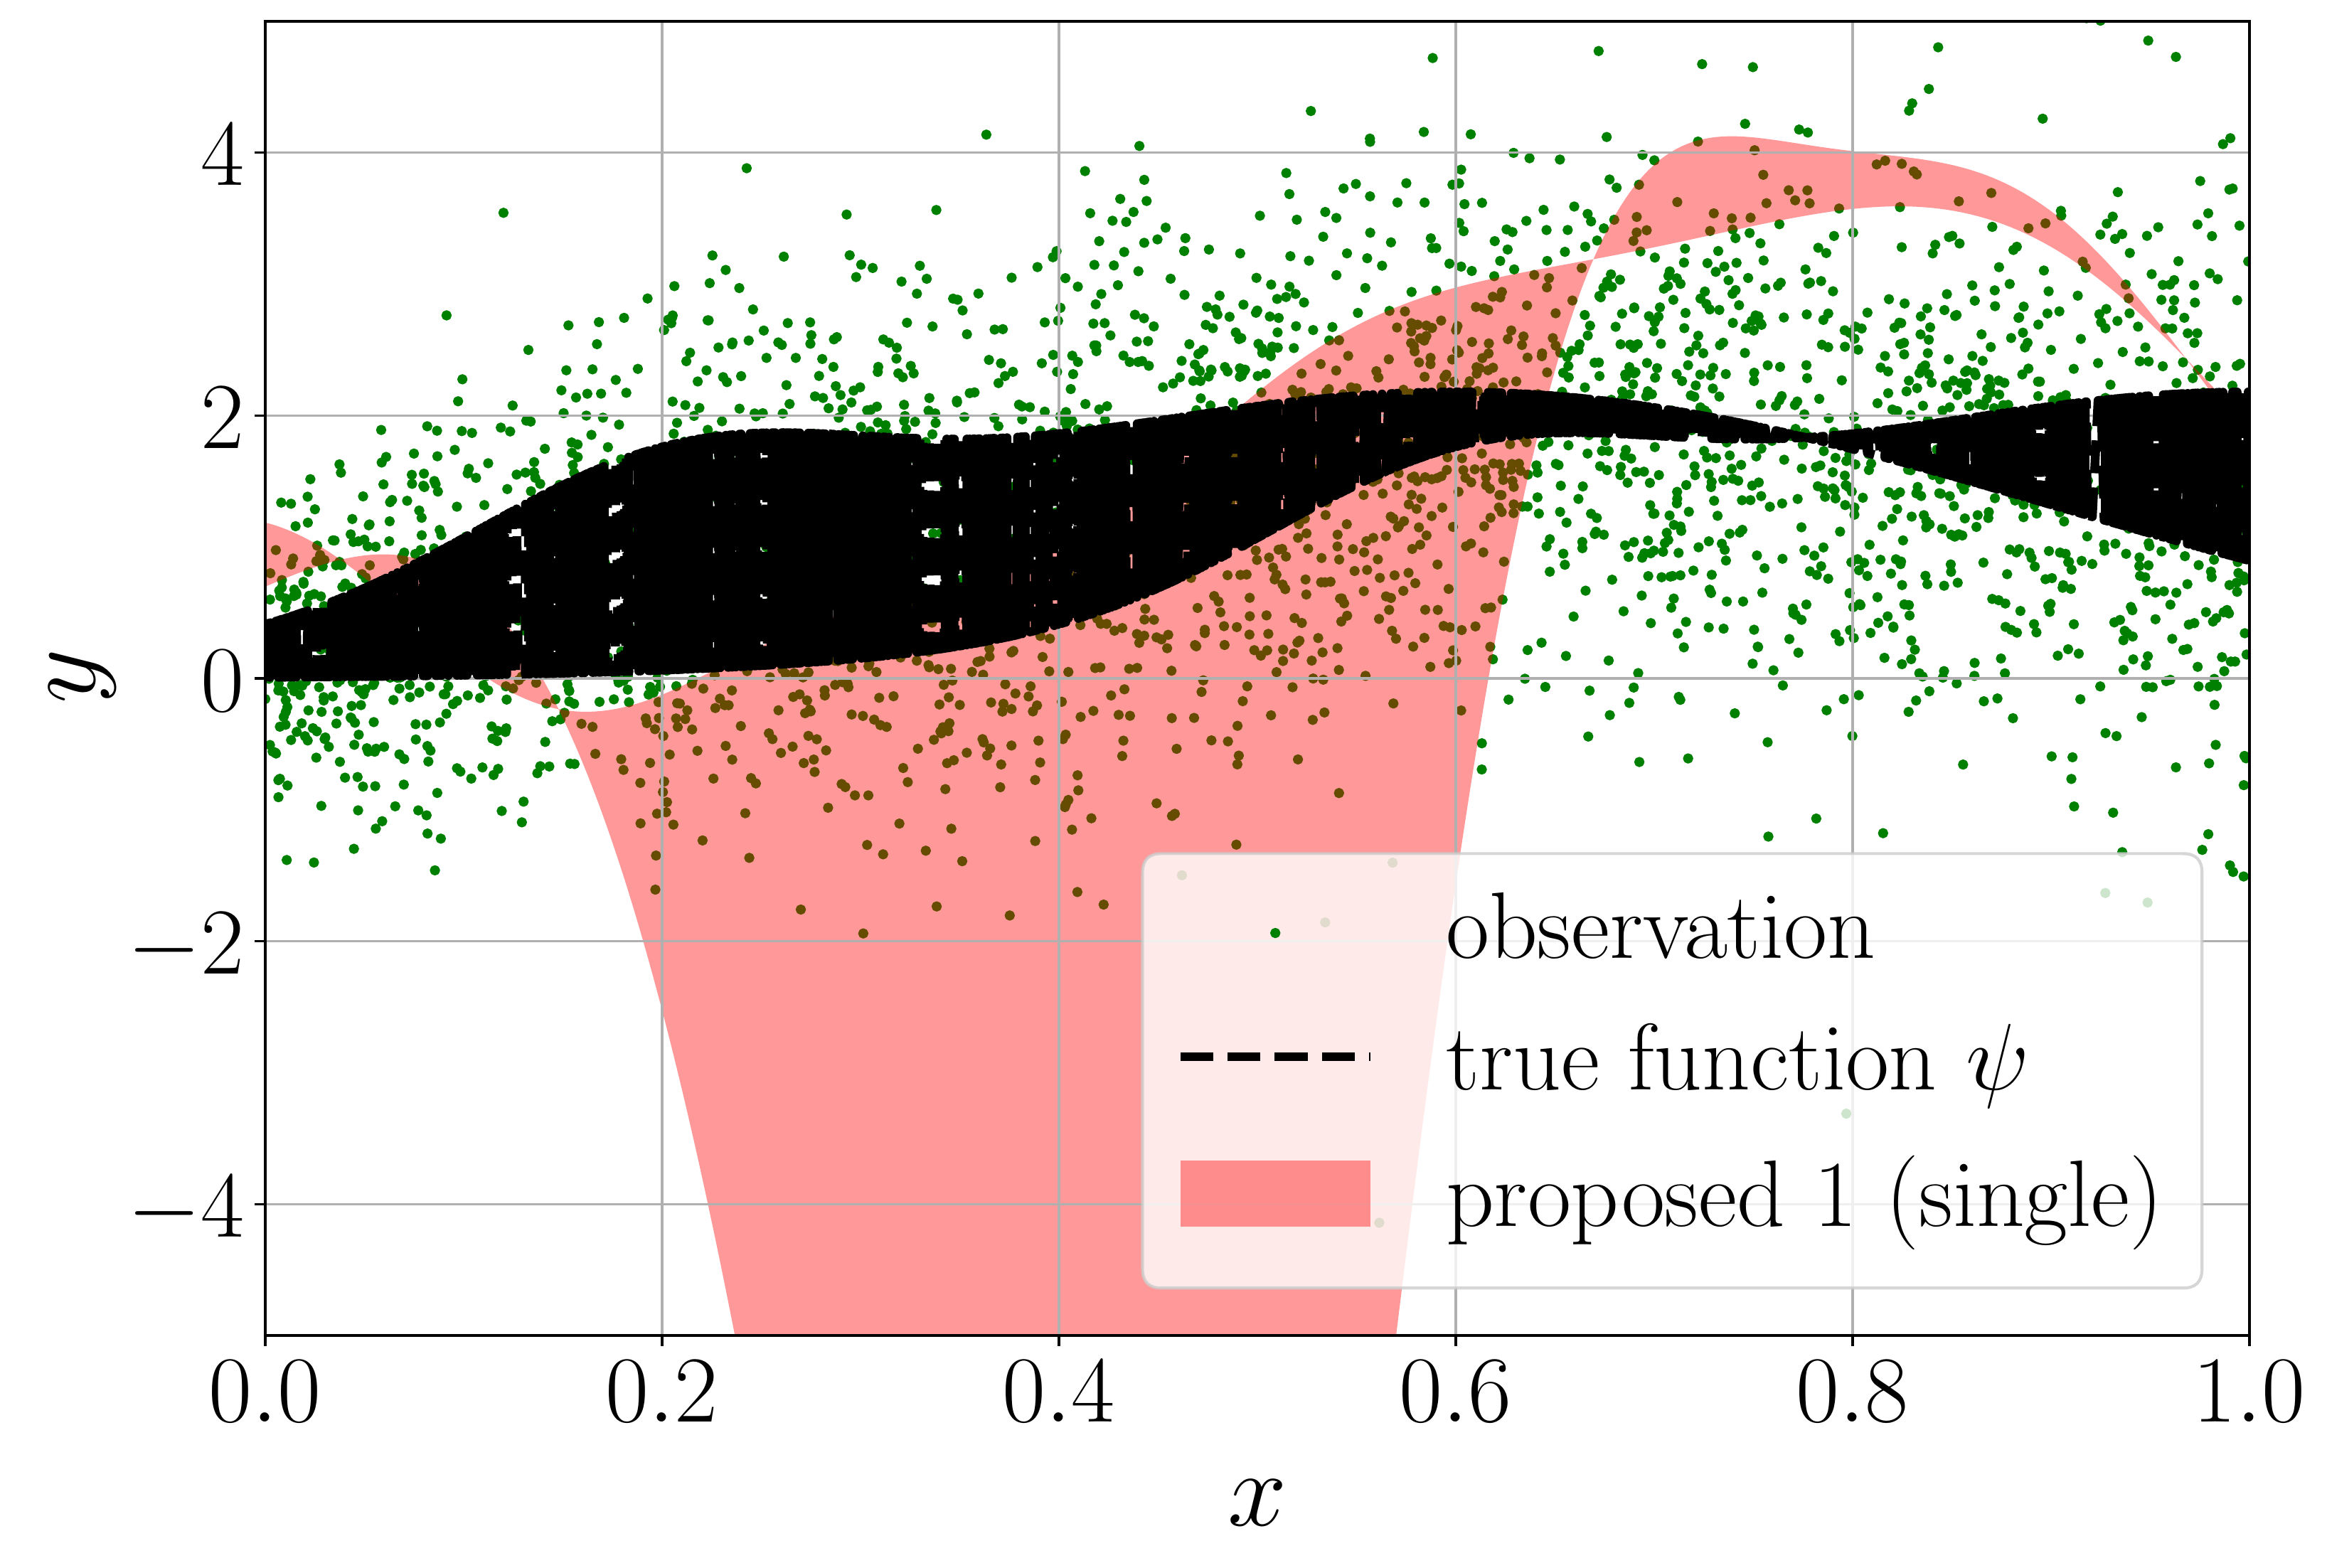 4
2
0
−2
−4
y
observation
true function ψ
proposed 1 (single)
0.0 0.2 0.4 0.6 0.8 1.0
x